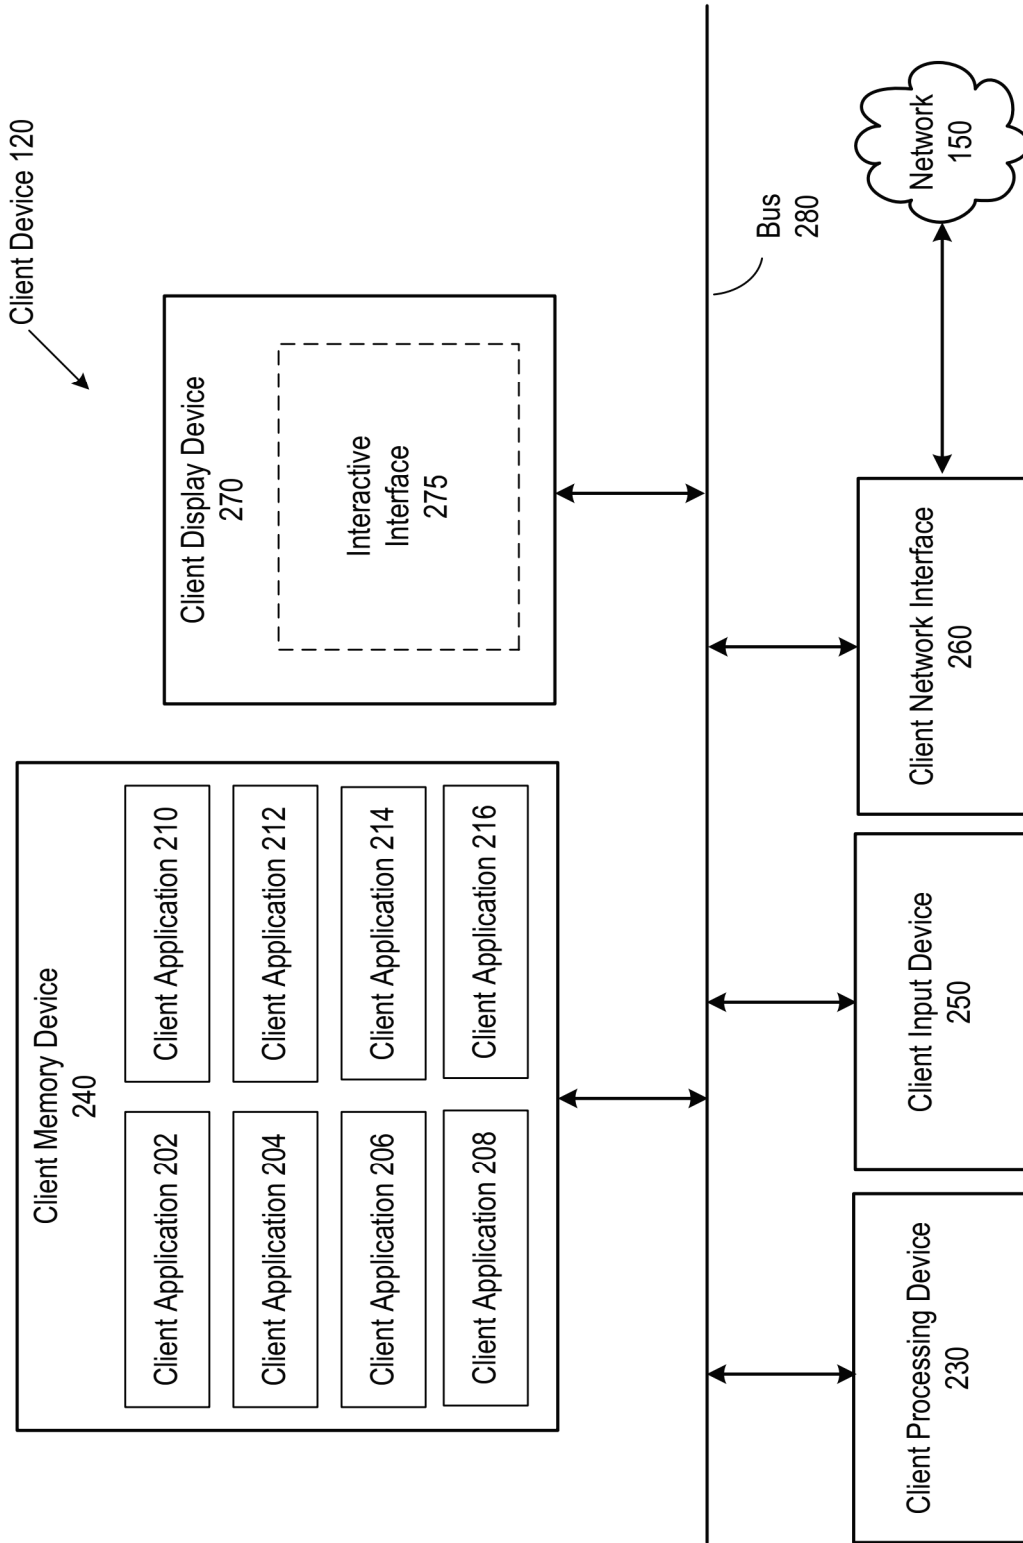 Client Device 120
Client Memory Device
240
Client Application 202
Client Application 210
Client Application 204
Client Application 212
Client Application 206
Client Application 214
Client Application 208
Client Application 216
Client Display Device
270
Interactive
Interface
275
Bus
280
Client Processing Device
230
Client Input Device
250
Client Network Interface
260
Network
150